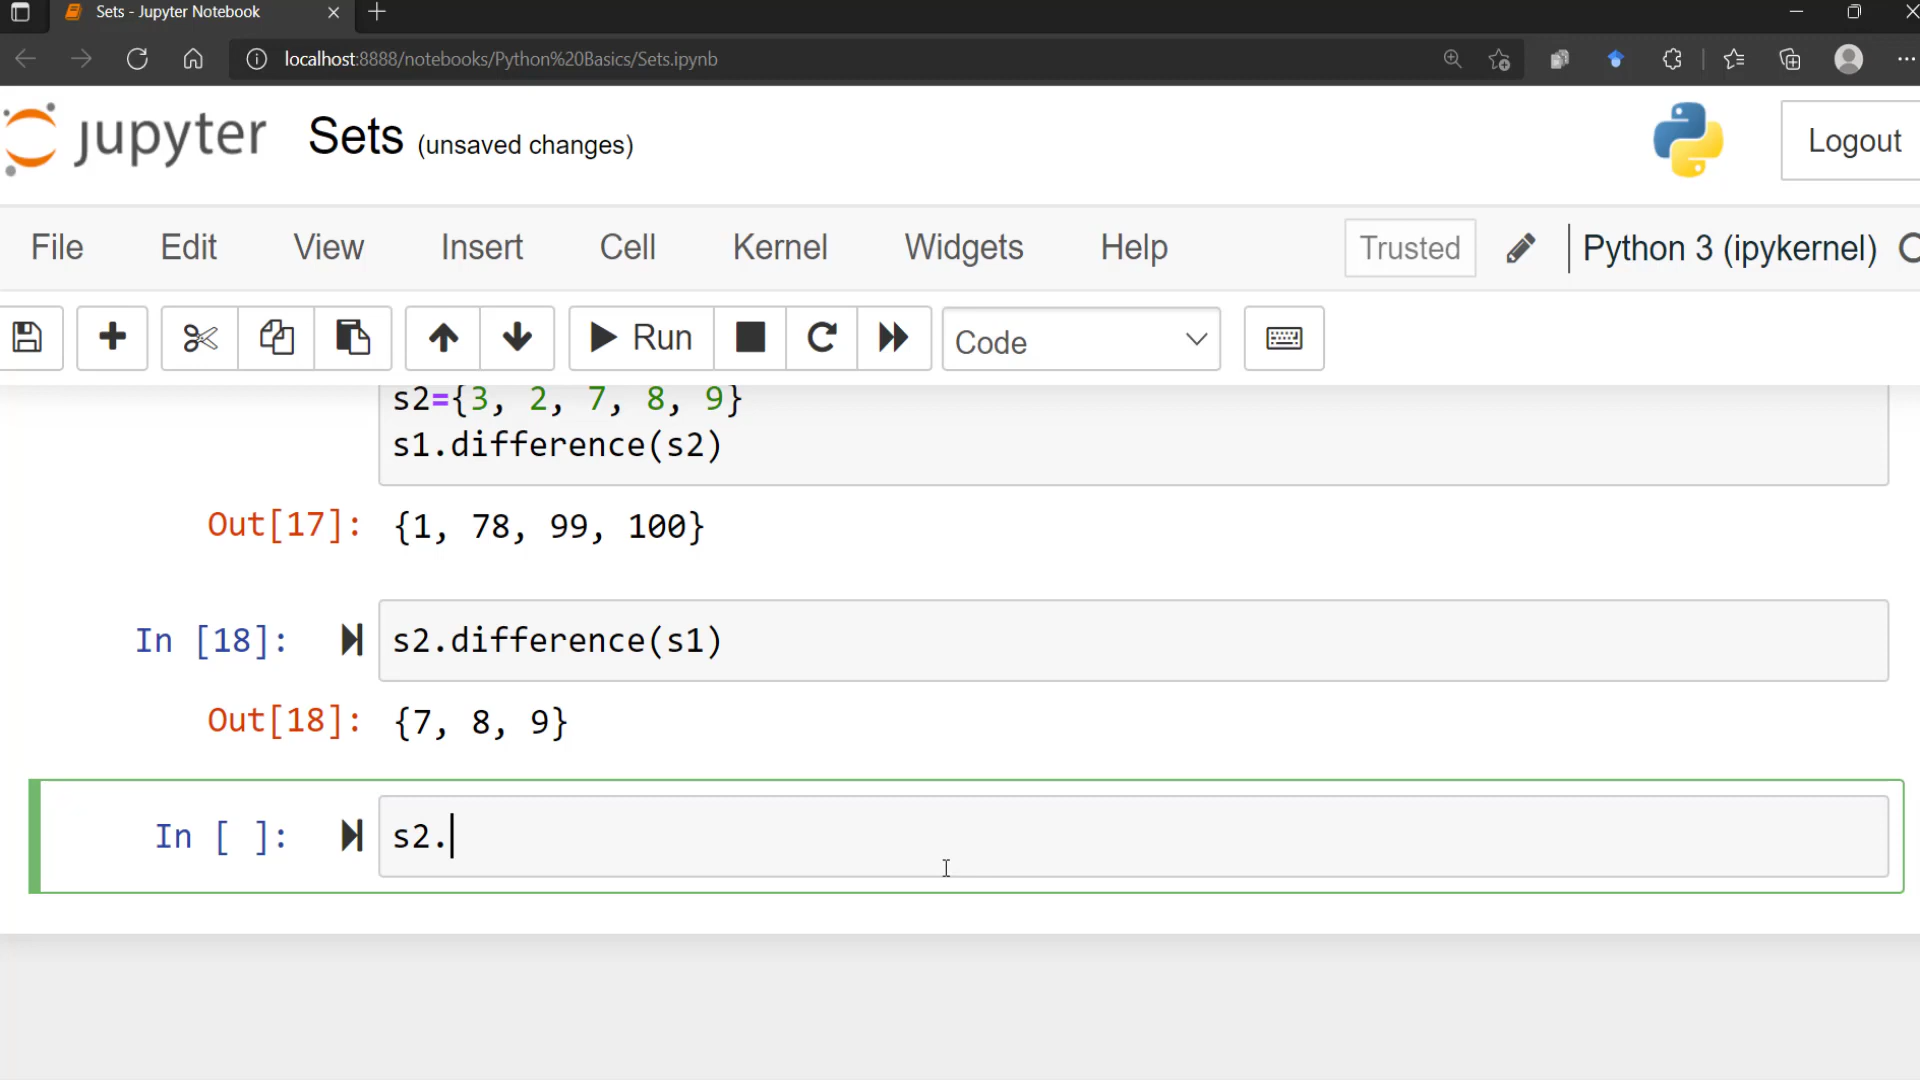 Sets - Jupyter Notebook
localhost:8888/notebooks/Python%20Basics/Sets.ipynb
jupyter Sets (unsaved changes)
Logout
File Edit View Insert Cell Kernel Widgets Help Trusted Python 3 (ipykernel)
Run Code
s2={3, 2, 7, 8, 9}
s1.difference(s2)
Out[17]: {1, 78, 99, 100}
In [18]: s2.difference(s1)
Out[18]: {7, 8, 9}
In [ ]: s2.